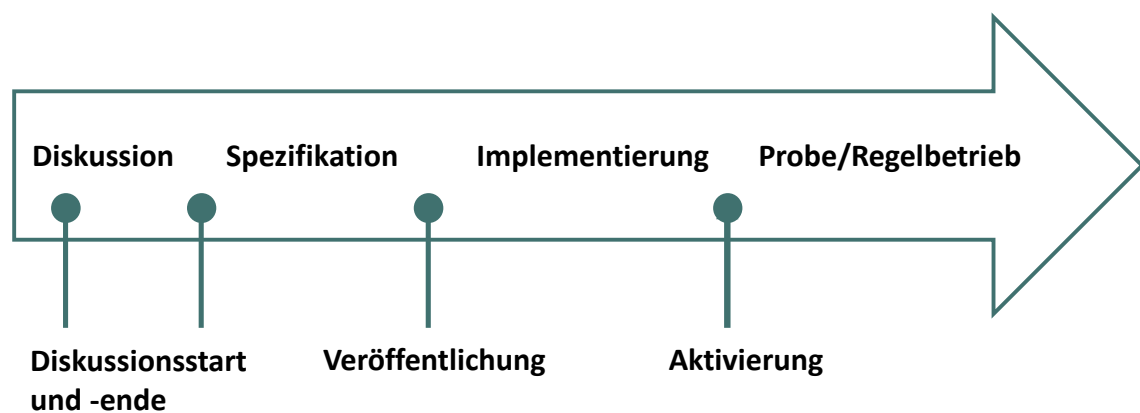 Diskussion Spezifikation Implementierung Probe/Regelbetrieb
Diskussionsstart
und -ende
Veröffentlichung
Aktivierung